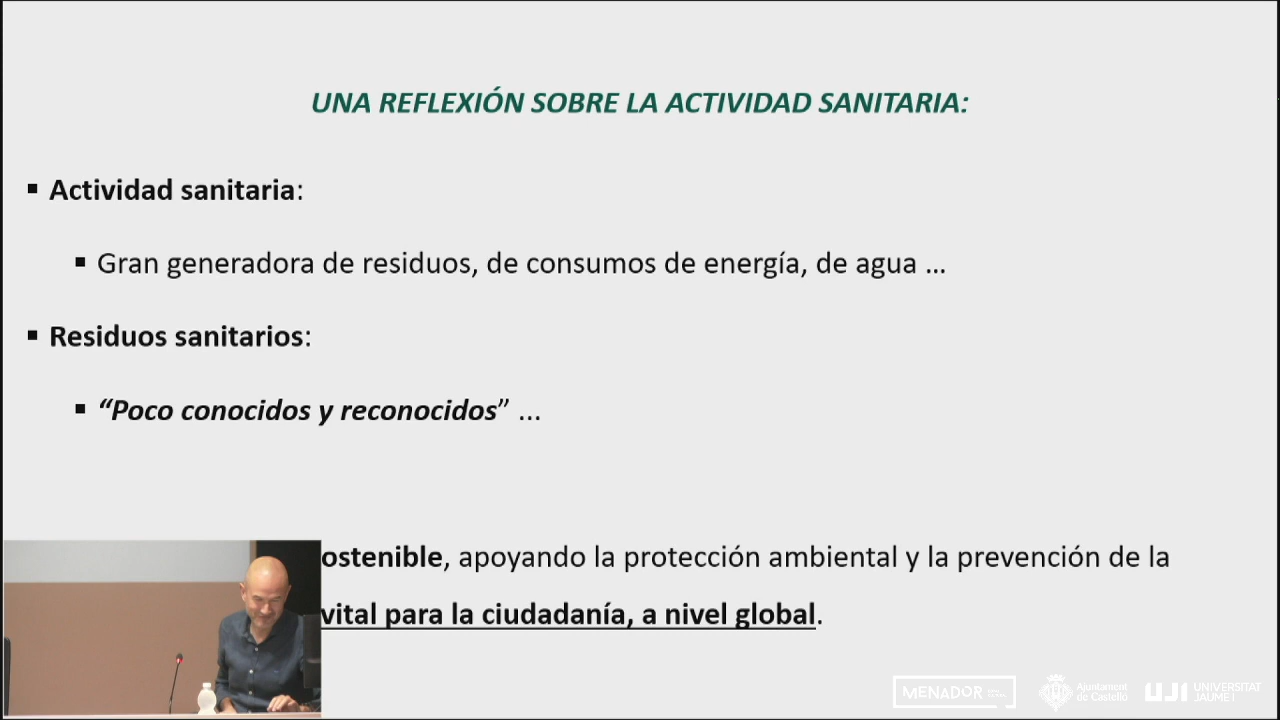 UNA REFLEXIÓN SOBRE LA ACTIVIDAD SANITARIA:
▪ Actividad sanitaria:
▪ Gran generadora de residuos, de consumos de energía, de agua ...
▪ Residuos sanitarios:
▪ “Poco conocidos y reconocidos” ...
ostenible, apoyando la protección ambiental y la prevención de la
vital para la ciudadanía, a nivel global.
MENADOR
Ajuntament
de Castelló
UJI UNIVERSITAT
JAUME I